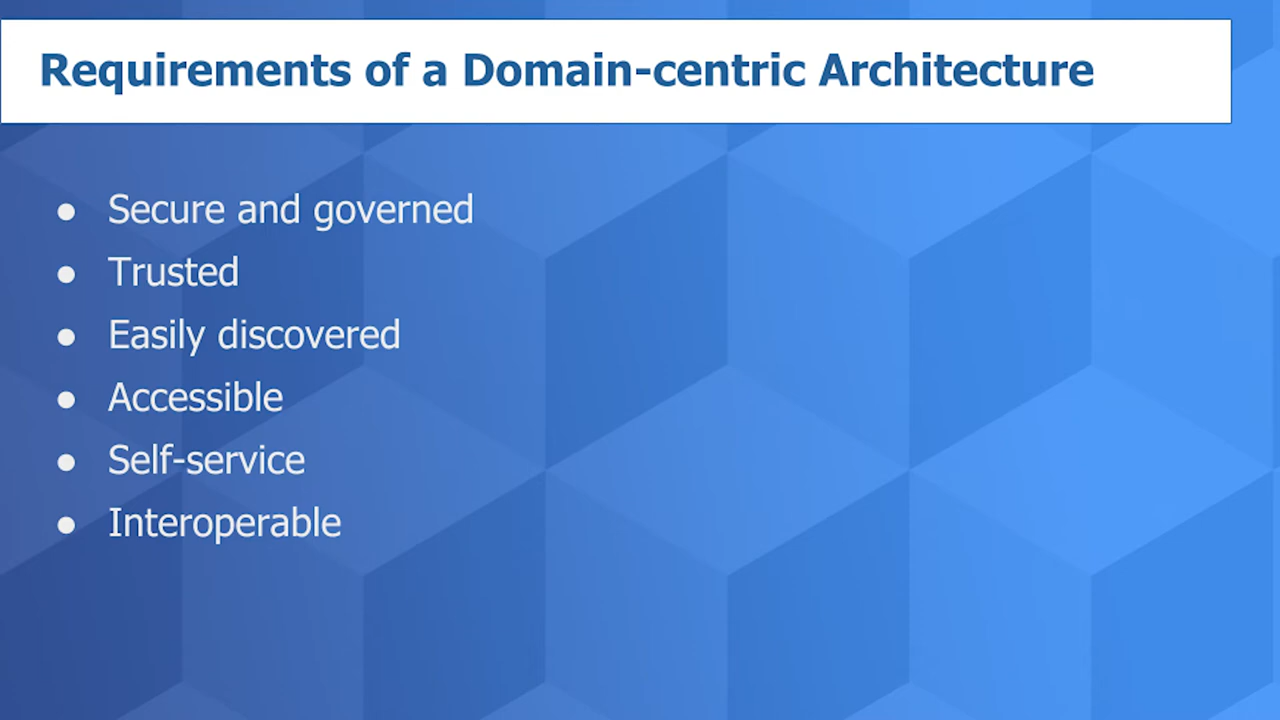 Requirements of a Domain-centric Architecture
● Secure and governed
● Trusted
● Easily discovered
● Accessible
● Self-service
● Interoperable